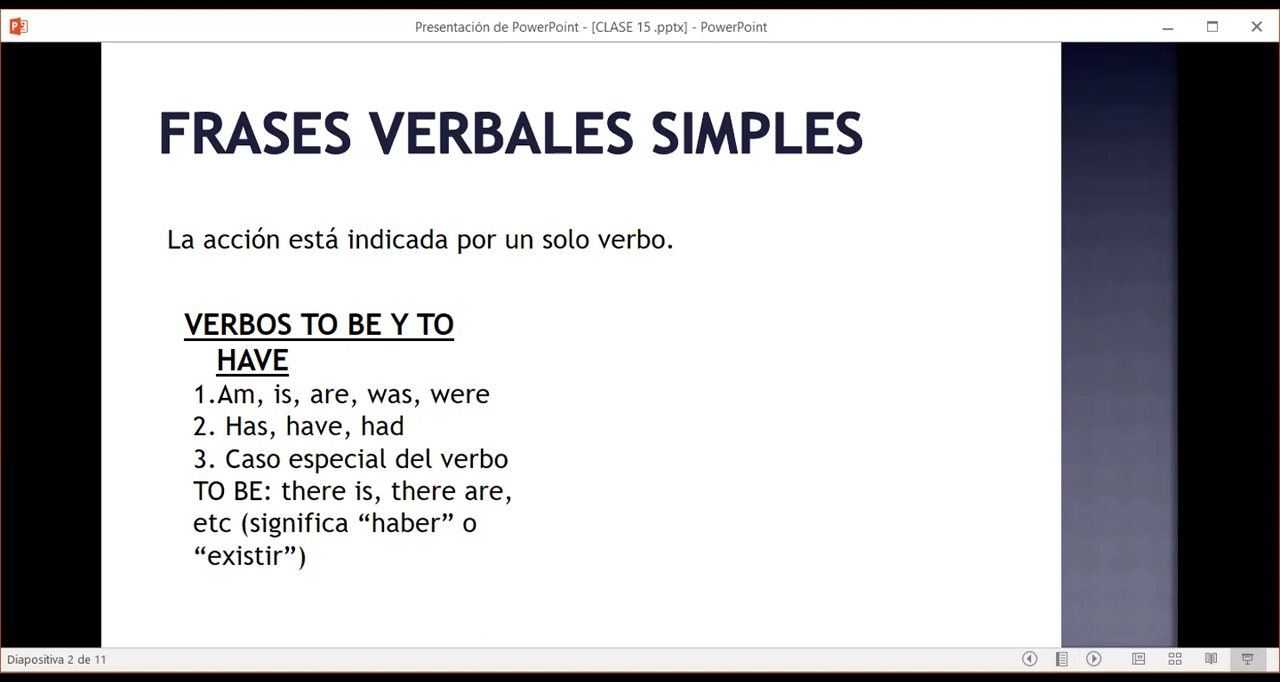 Presentación de PowerPoint - [CLASE 15 .pptx] - PowerPoint
FRASES VERBALES SIMPLES
La acción está indicada por un solo verbo.
VERBOS TO BE Y TO
HAVE
1.Am, is, are, was, were
2. Has, have, had
3. Caso especial del verbo
TO BE: there is, there are,
etc (significa “haber” o
“existir”)
Diapositiva 2 de 11